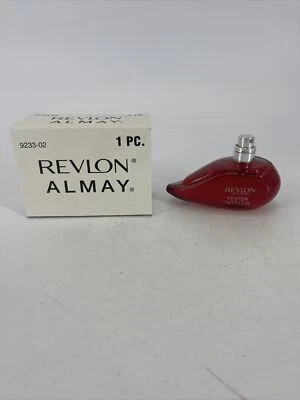 9233-02
1 PC.
REVLON®
ALMAY®
REVLON
TESTER